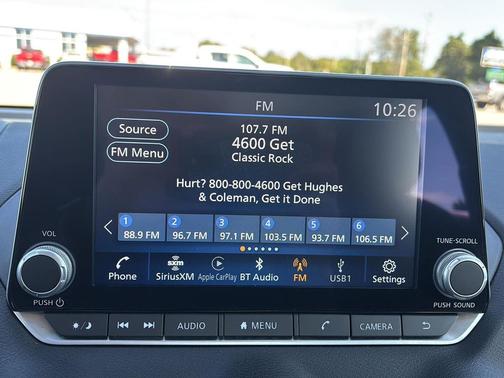 FM
10:26
Source
FM Menu
107.7 FM
4600 Get
Classic Rock
Hurt? 800-800-4600 Get Hughes
& Coleman, Get it Done
1 2 3 4 5 6
88.9 FM 96.7 FM 97.1 FM 103.5 FM 93.7 FM 106.5 FM
VOL
PUSH
TUNE-SCROLL
PUSH SOUND
sxm
Phone SiriusXM Apple CarPlay BT Audio FM USB1 Settings
AUDIO MENU CAMERA